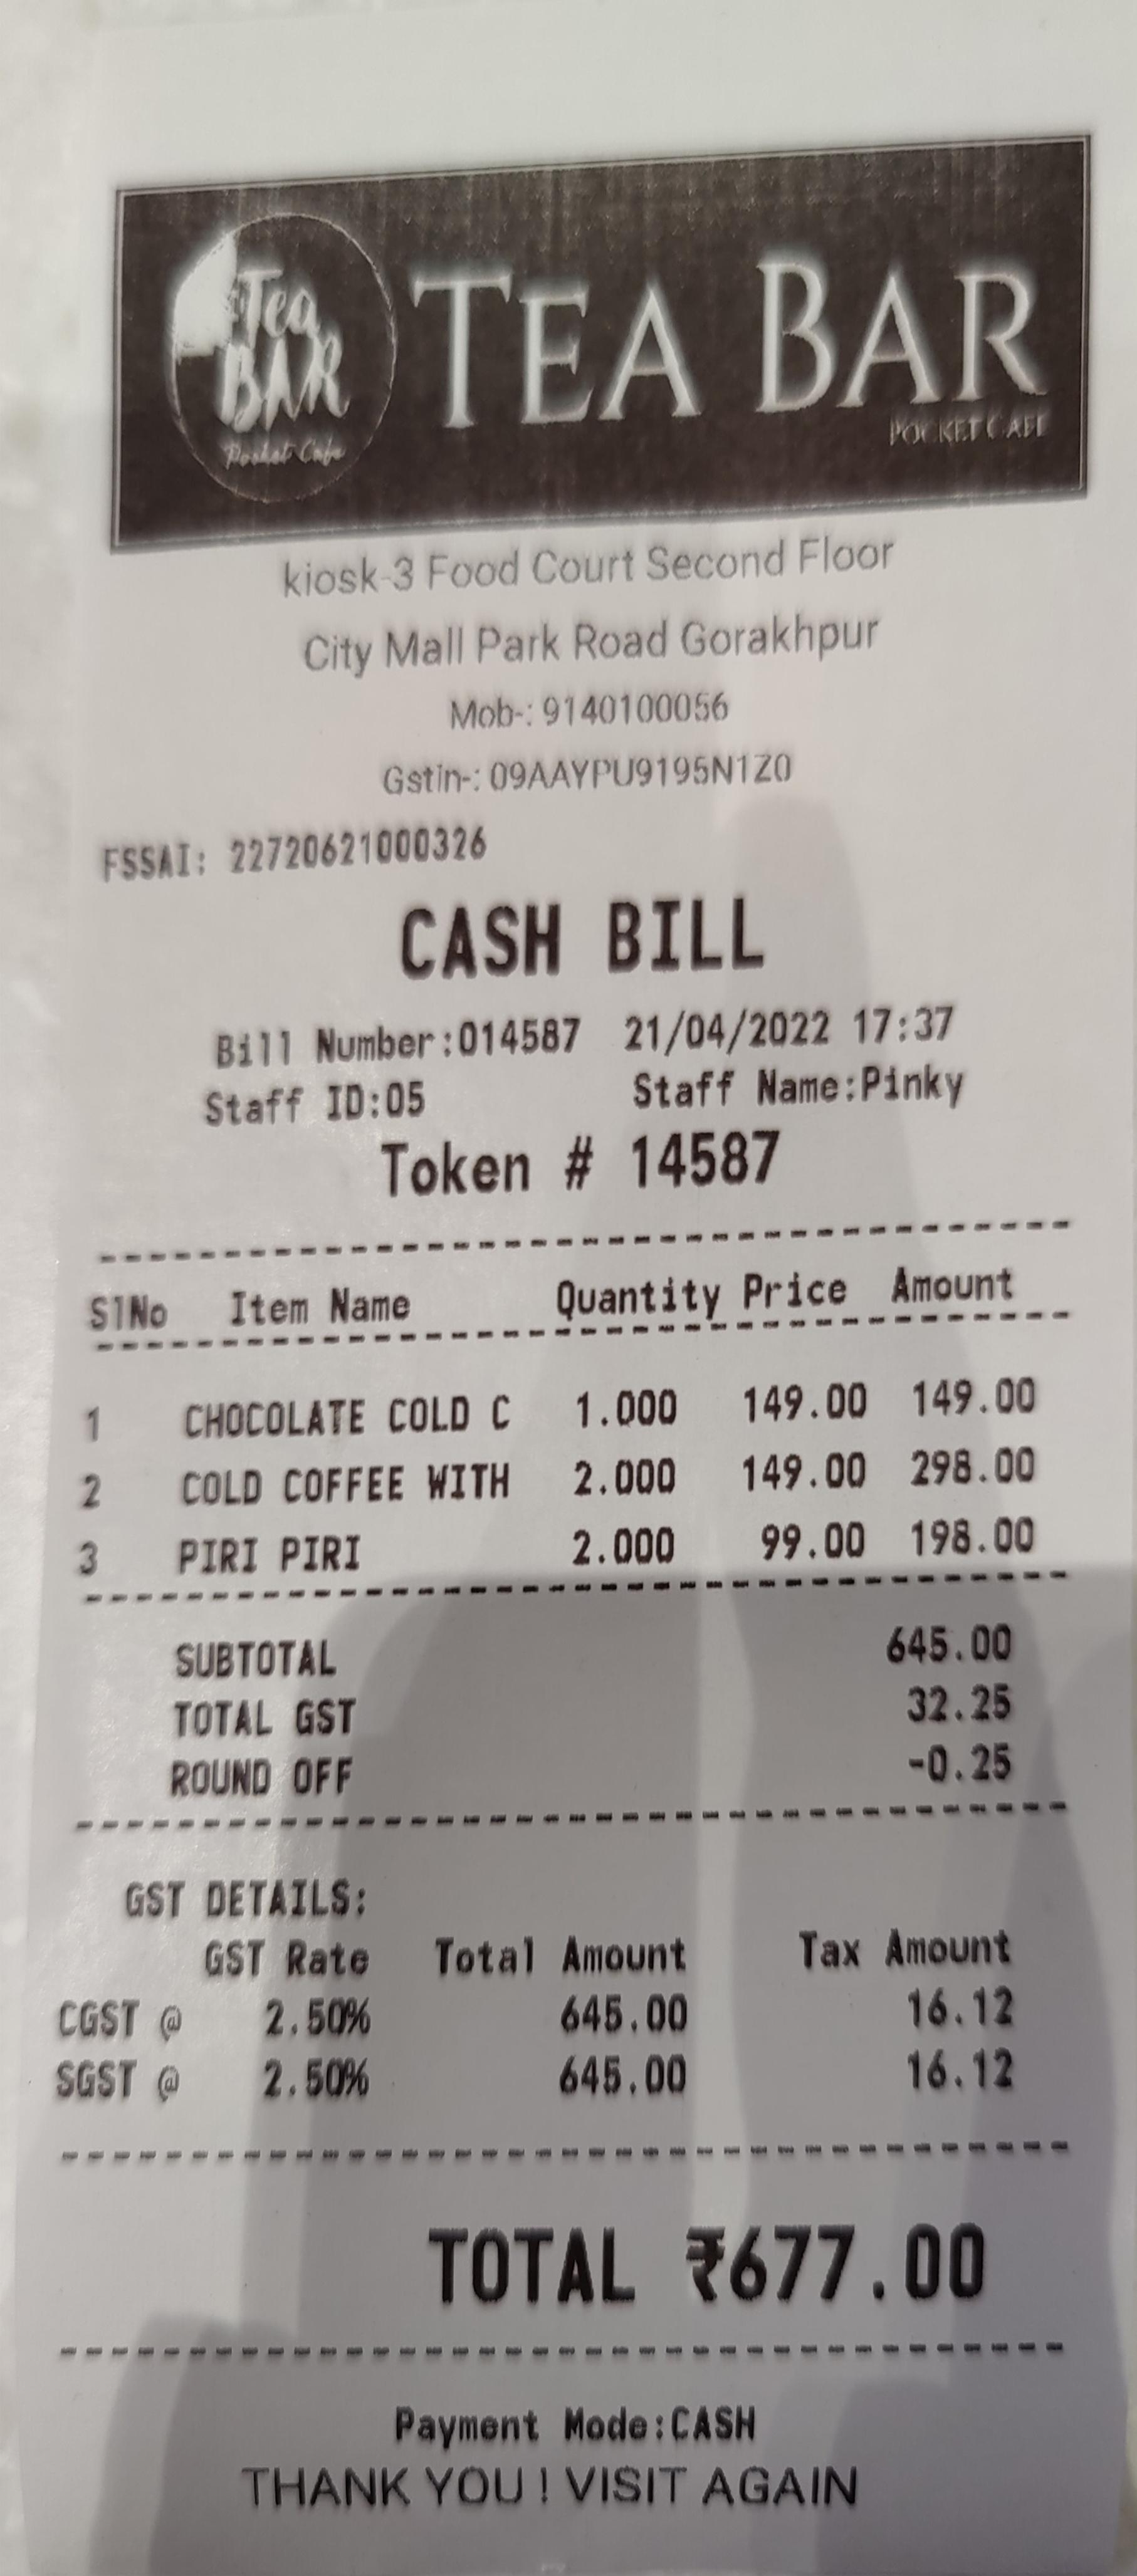 Tea
BAR
Pocket Cafe
TEA BAR
POCKET CAFE
kiosk-3 Food Court Second Floor
City Mall Park Road Gorakhpur
Mob-: 9140100056
Gstin-: 09AAYPU9195N1Z0
FSSAI: 22720621000326
CASH BILL
Bill Number:014587 21/04/2022 17:37
Staff ID:05 Staff Name:Pinky
Token # 14587
SlNo Item Name Quantity Price Amount
1 CHOCOLATE COLD C 1.000 149.00 149.00
2 COLD COFFEE WITH 2.000 149.00 298.00
3 PIRI PIRI 2.000 99.00 198.00
SUBTOTAL 645.00
TOTAL GST 32.25
ROUND OFF -0.25
GST DETAILS:
GST Rate Total Amount Tax Amount
CGST @ 2.50% 645.00 16.12
SGST @ 2.50% 645.00 16.12
TOTAL ₹677.00
Payment Mode:CASH
THANK YOU ! VISIT AGAIN